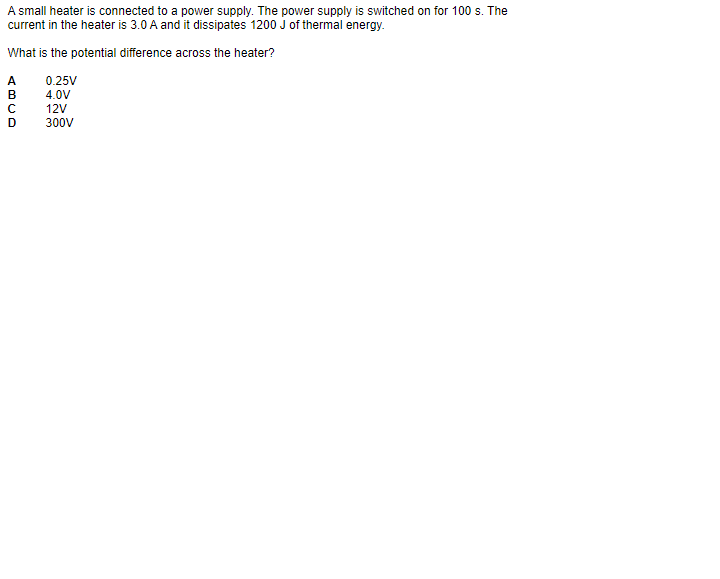 A small heater is connected to a power supply. The power supply is switched on for 100 s. The
current in the heater is 3.0 A and it dissipates 1200 J of thermal energy.
What is the potential difference across the heater?
A 0.25V
B 4.0V
C 12V
D 300V